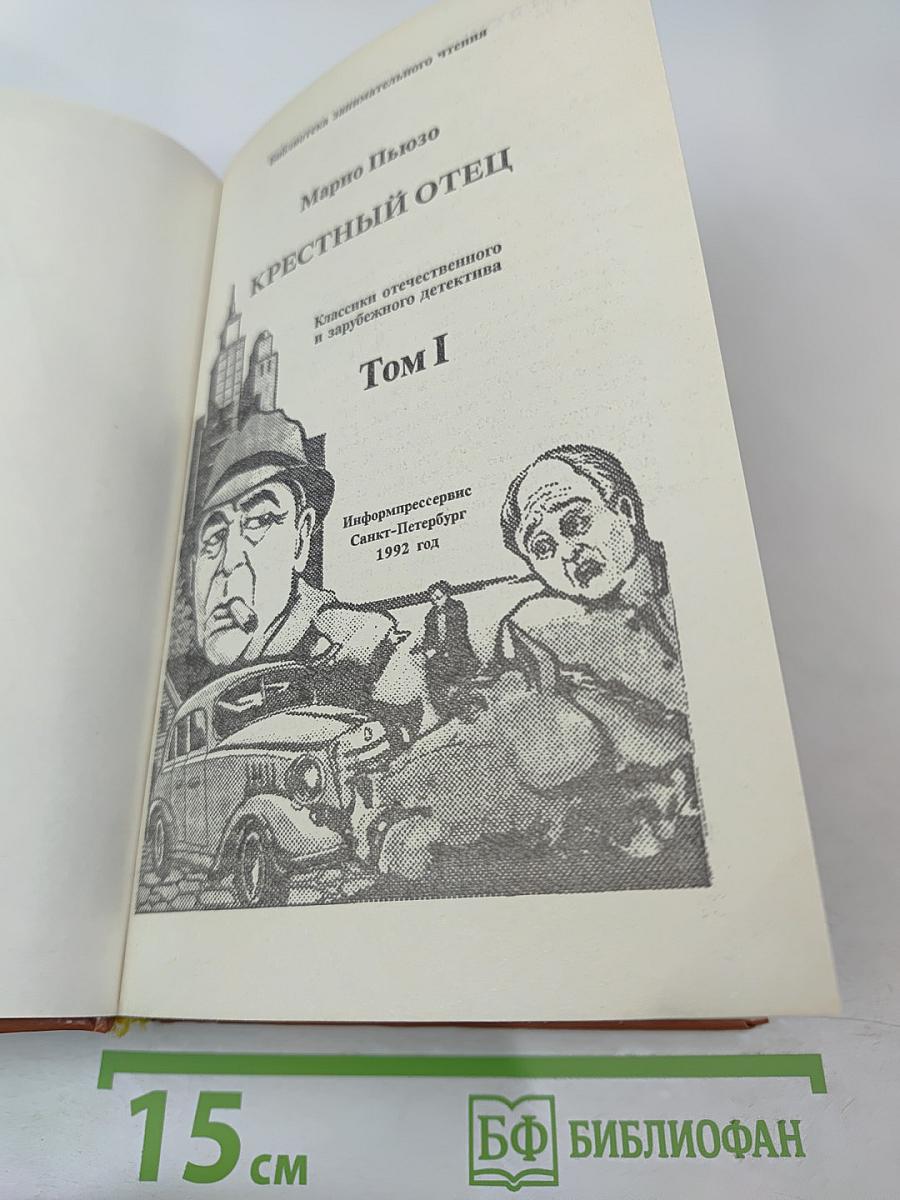 Библиотека занимательного чтения
Марио Пьюзо
КРЕСТНЫЙ ОТЕЦ
Классики отечественного
и зарубежного детектива
Том I
Информпрессервис
Санкт-Петербург
1992 год
15 см
БФ БИБЛИОФАН